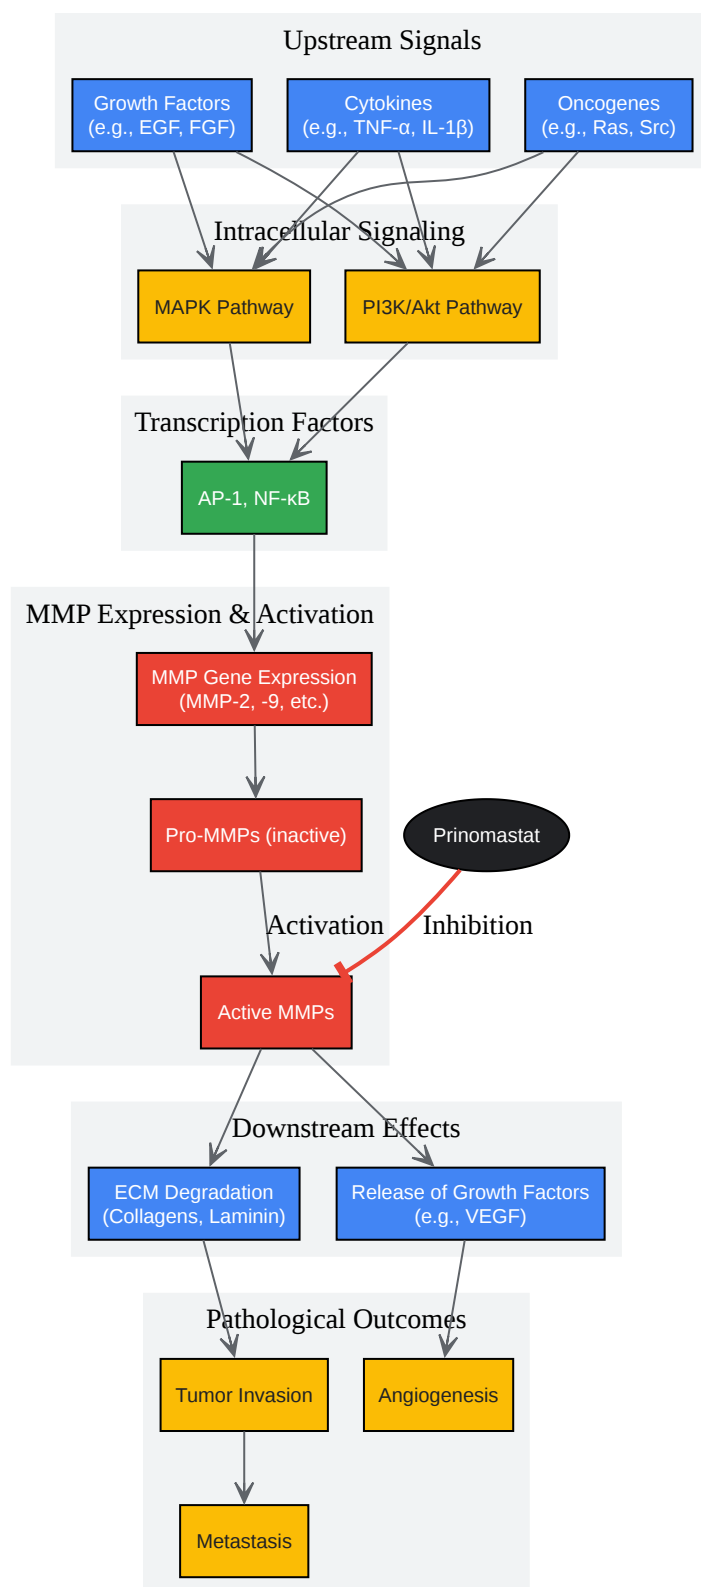 Upstream Signals
Growth Factors
(e.g., EGF, FGF)
Cytokines
(e.g., TNF-α, IL-1β)
Oncogenes
(e.g., Ras, Src)
Intracellular Signaling
MAPK Pathway
PI3K/Akt Pathway
Transcription Factors
AP-1, NF-κB
MMP Expression & Activation
MMP Gene Expression
(MMP-2, -9, etc.)
Pro-MMPs (inactive)
Prinomastat
Activation
Inhibition
Active MMPs
Downstream Effects
ECM Degradation
(Collagens, Laminin)
Release of Growth Factors
(e.g., VEGF)
Pathological Outcomes
Tumor Invasion
Angiogenesis
Metastasis